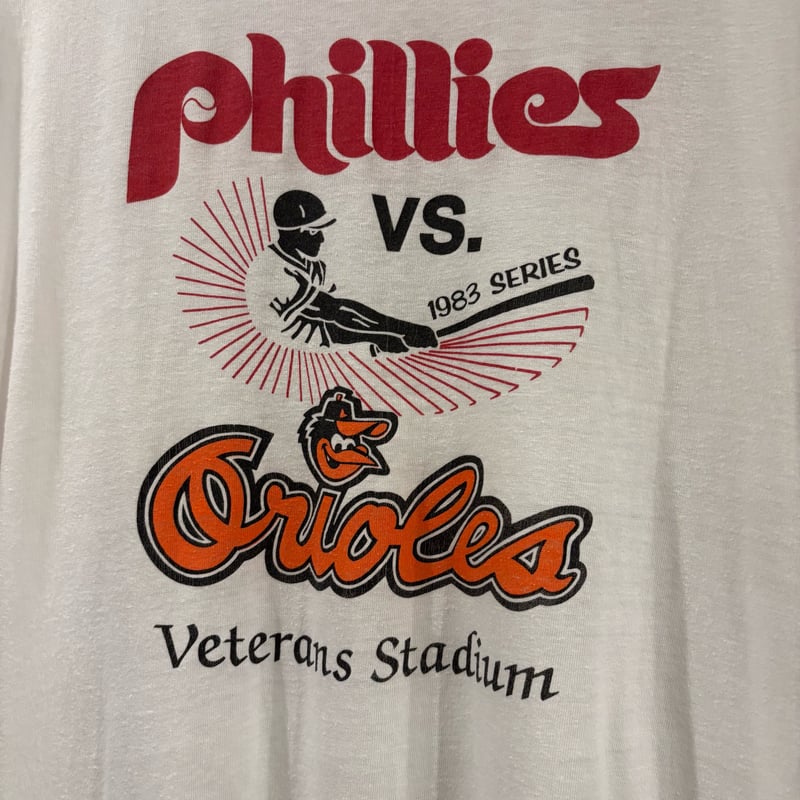 Phillies
VS.
1983 SERIES
Orioles
Veterans Stadium